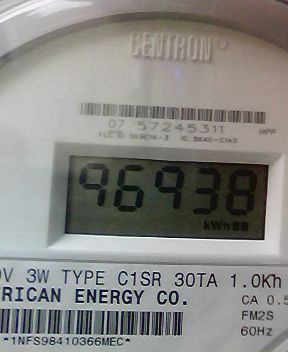 CENTRON®
07 57245311
96938
kWh
0V 3W TYPE C1SR 30TA 1.0Kh
ERICAN ENERGY CO.
CA 0.5
FM2S
60Hz
*1NFS98410366MEC*